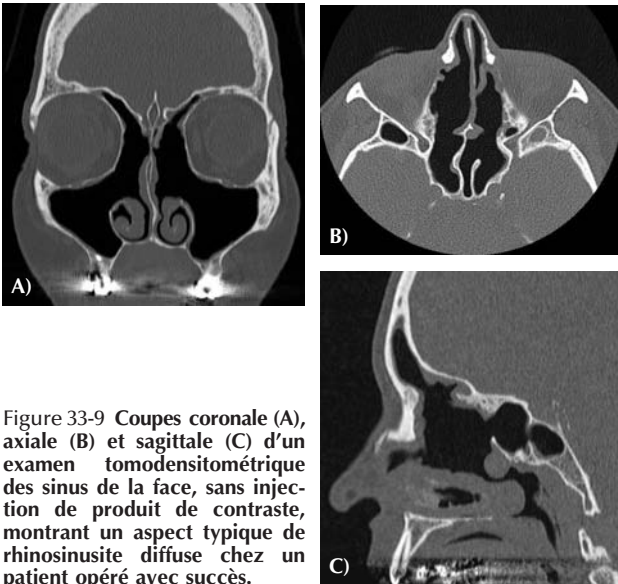 A)
B)
C)
Figure 33-9 Coupes coronale (A),
axiale (B) et sagittale (C) d'un
examen tomodensitométrique
des sinus de la face, sans injec-
tion de produit de contraste,
montrant un aspect typique de
rhinosinusite diffuse chez un
patient opéré avec succès.